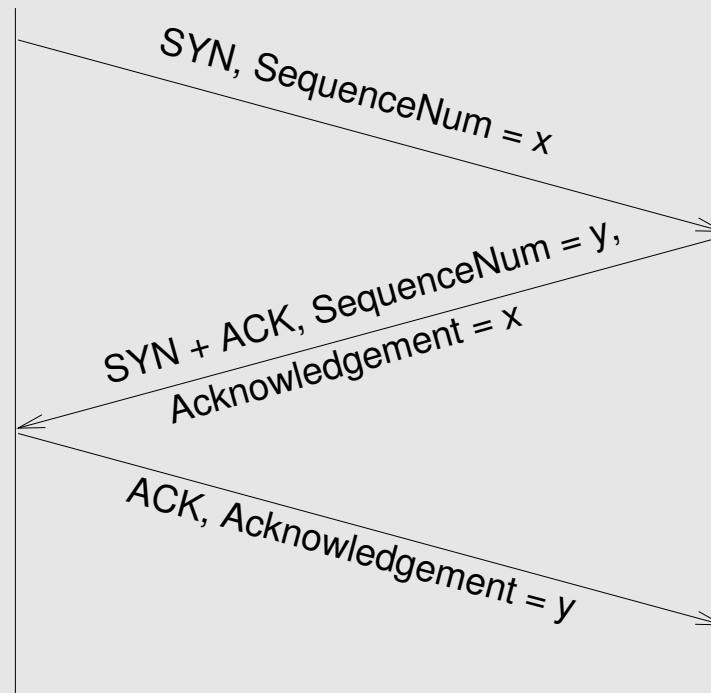 SYN, SequenceNum = x
SYN + ACK, SequenceNum = y,
Acknowledgement = x
ACK, Acknowledgement = y